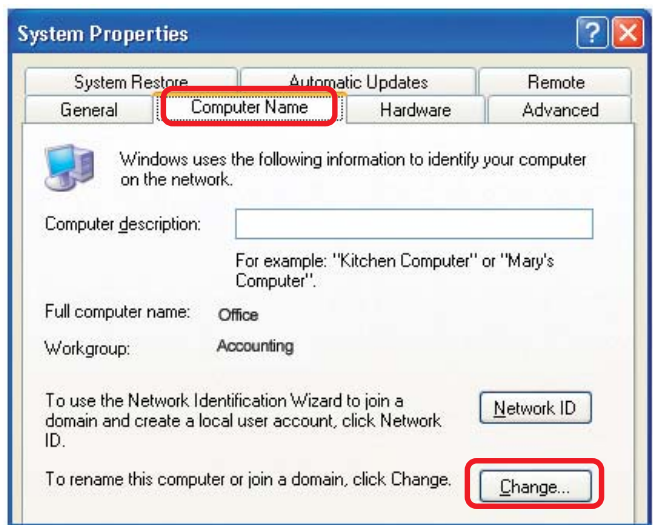 System Properties
System Restore
Automatic Updates
Remote
General
Computer Name
Hardware
Advanced
Windows uses the following information to identify your computer
on the network.
Computer description:
For example: "Kitchen Computer" or "Mary's
Computer".
Full computer name: Office
Workgroup: Accounting
To use the Network Identification Wizard to join a
domain and create a local user account, click Network
ID.
Network ID
To rename this computer or join a domain, click Change.
Change...